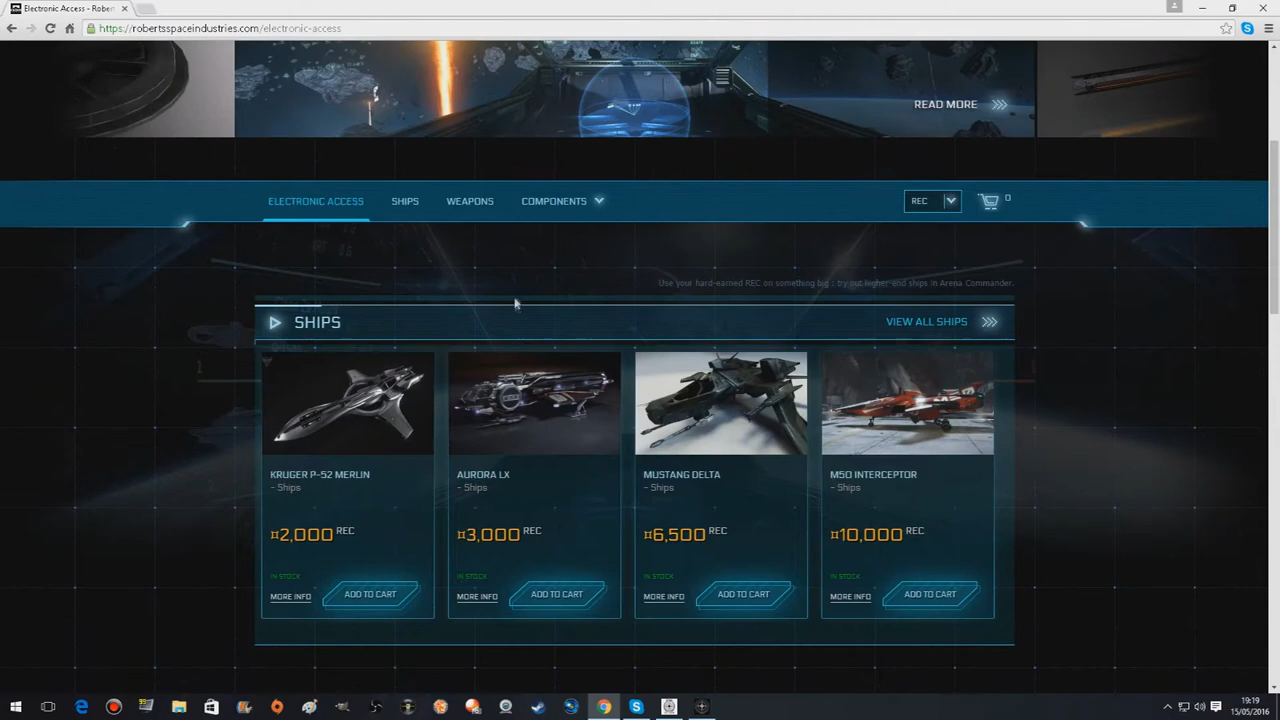 Electronic Access - Rober
https://robertsspaceindustries.com/electronic-access
READ MORE
ELECTRONIC ACCESS SHIPS WEAPONS COMPONENTS REC 0
Use your hard-earned REC on something big : try out higher-end ships in Arena Commander.
SHIPS VIEW ALL SHIPS
KRUGER P-52 MERLIN
- Ships
¤2,000 REC
IN STOCK
MORE INFO ADD TO CART
AURORA LX
- Ships
¤3,000 REC
IN STOCK
MORE INFO ADD TO CART
MUSTANG DELTA
- Ships
¤6,500 REC
IN STOCK
MORE INFO ADD TO CART
M50 INTERCEPTOR
- Ships
¤10,000 REC
IN STOCK
MORE INFO ADD TO CART
19:19
15/05/2016